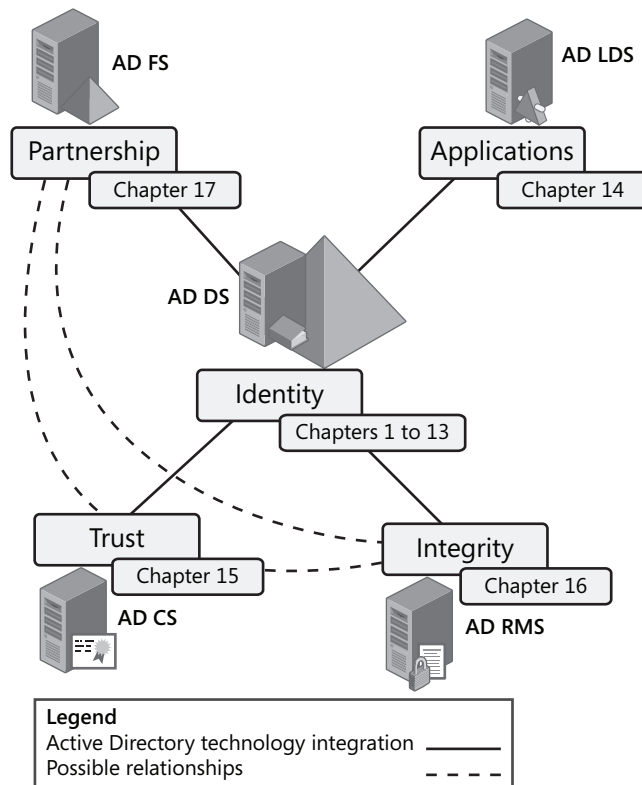 AD FS
AD LDS
Partnership
Applications
Chapter 17
Chapter 14
AD DS
Identity
Chapters 1 to 13
Trust
Integrity
Chapter 15
Chapter 16
AD CS
AD RMS
Legend
Active Directory technology integration
Possible relationships